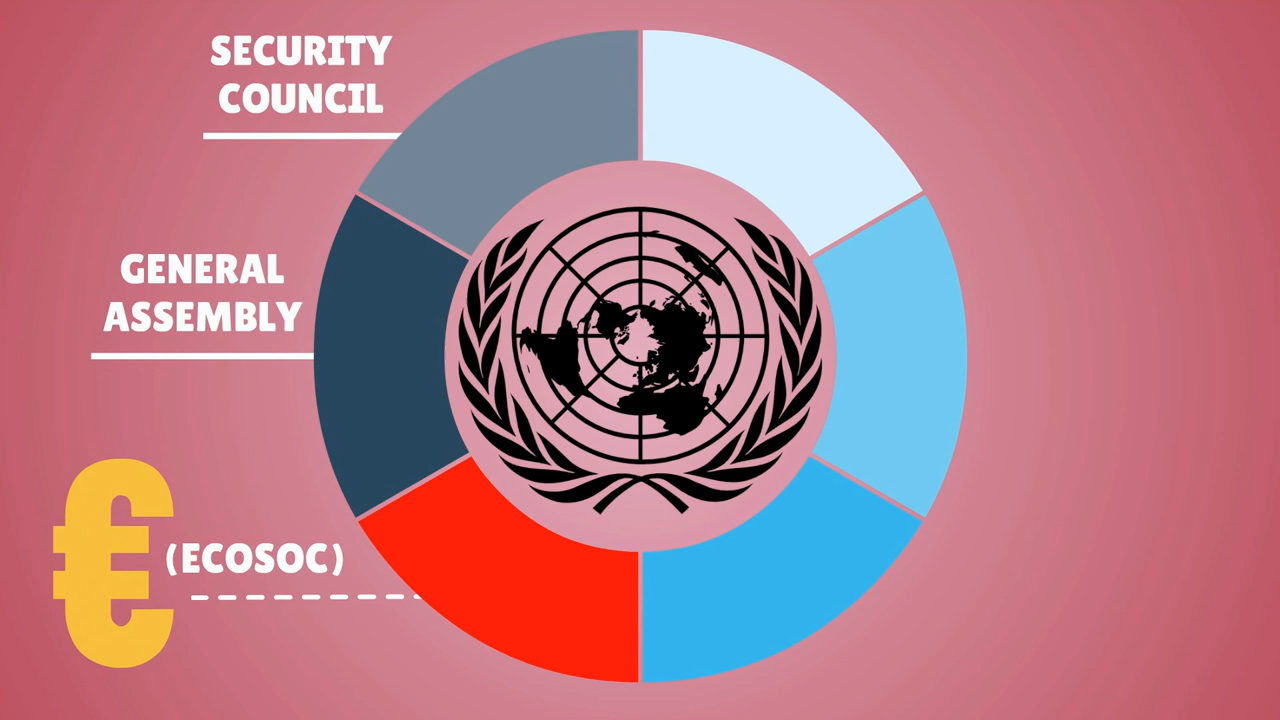 SECURITY
COUNCIL
GENERAL
ASSEMBLY
€
(ECOSOC)